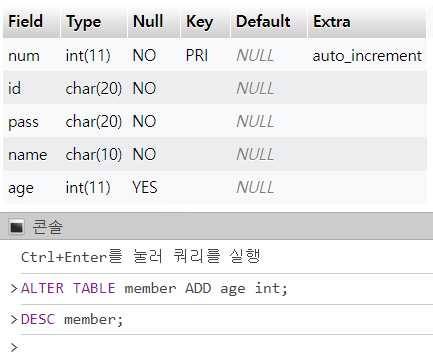 Field Type Null Key Default Extra
num int(11) NO PRI NULL auto_increment
id char(20) NO NULL
pass char(20) NO NULL
name char(10) NO NULL
age int(11) YES NULL
콘솔
Ctrl+Enter를 눌러 쿼리를 실행
>ALTER TABLE member ADD age int;
>DESC member;
>